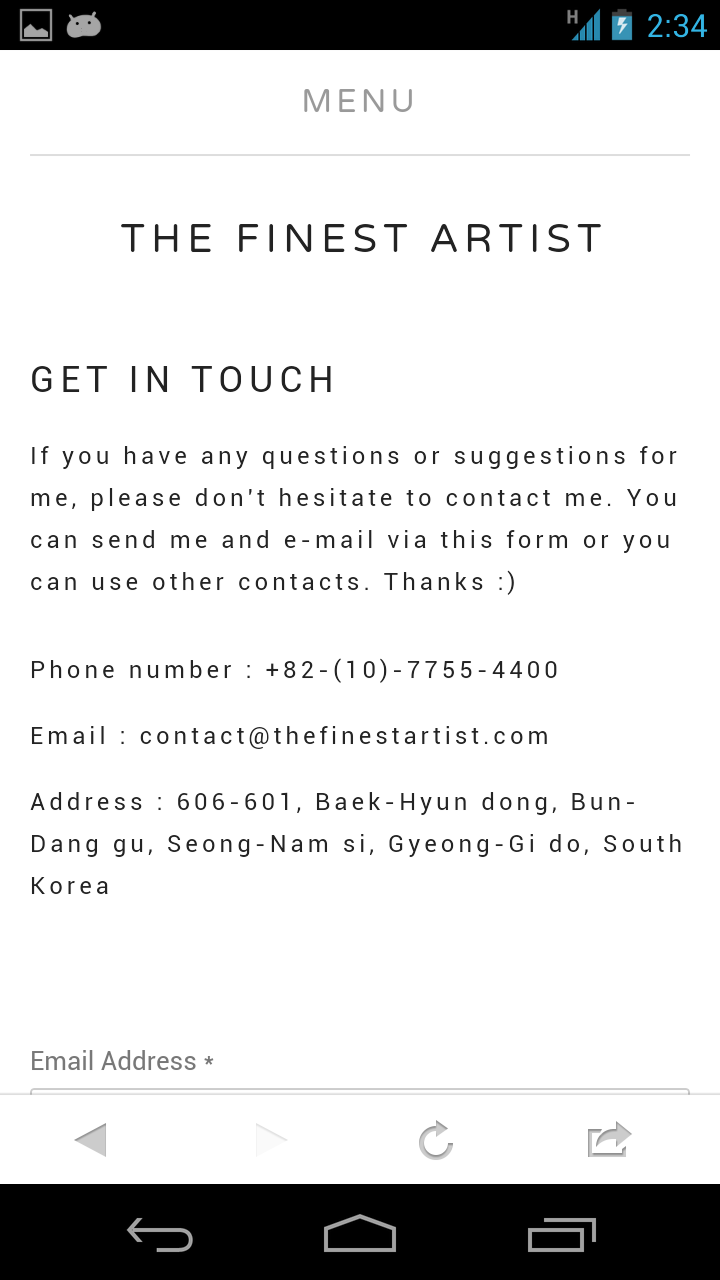 H 2:34
MENU
THE FINEST ARTIST
GET IN TOUCH
If you have any questions or suggestions for
me, please don't hesitate to contact me. You
can send me and e-mail via this form or you
can use other contacts. Thanks :)
Phone number : +82-(10)-7755-4400
Email : contact@thefinestartist.com
Address : 606-601, Baek-Hyun dong, Bun-
Dang gu, Seong-Nam si, Gyeong-Gi do, South
Korea
Email Address *